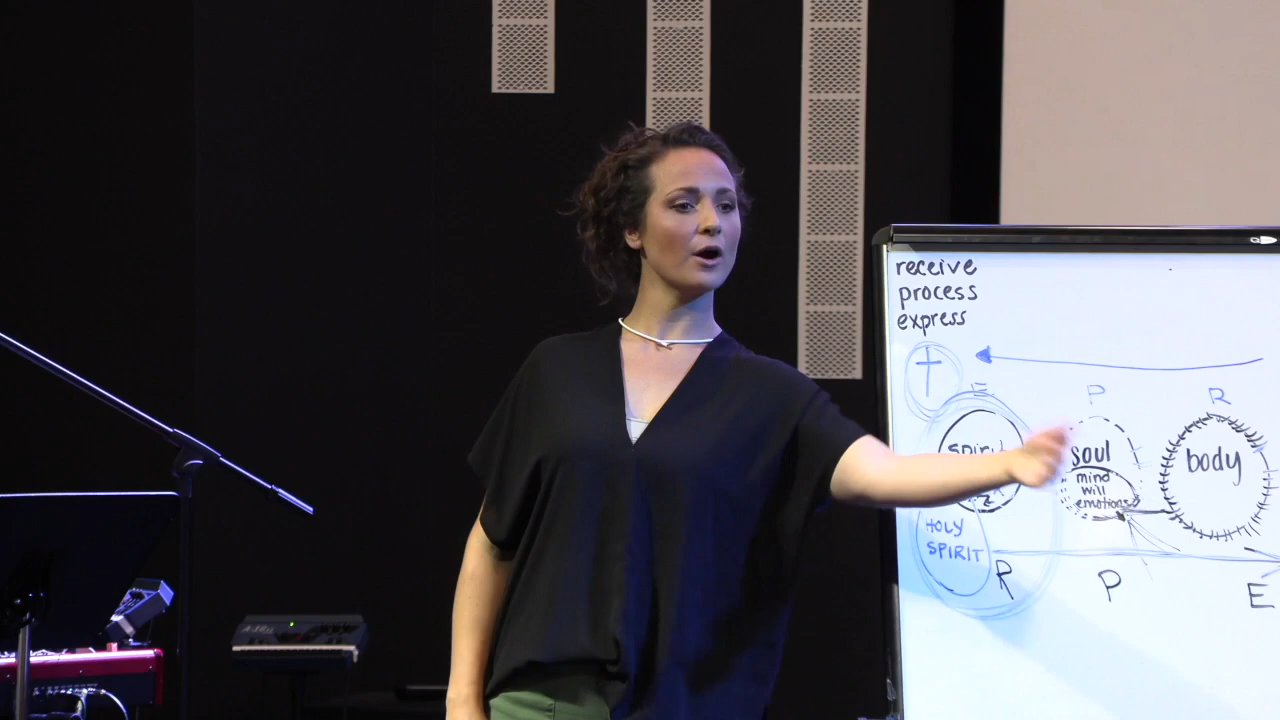 receive
process
express
E
P
R
soul
body
mind
will
emotions
HOLY
SPIRIT
R
P
E